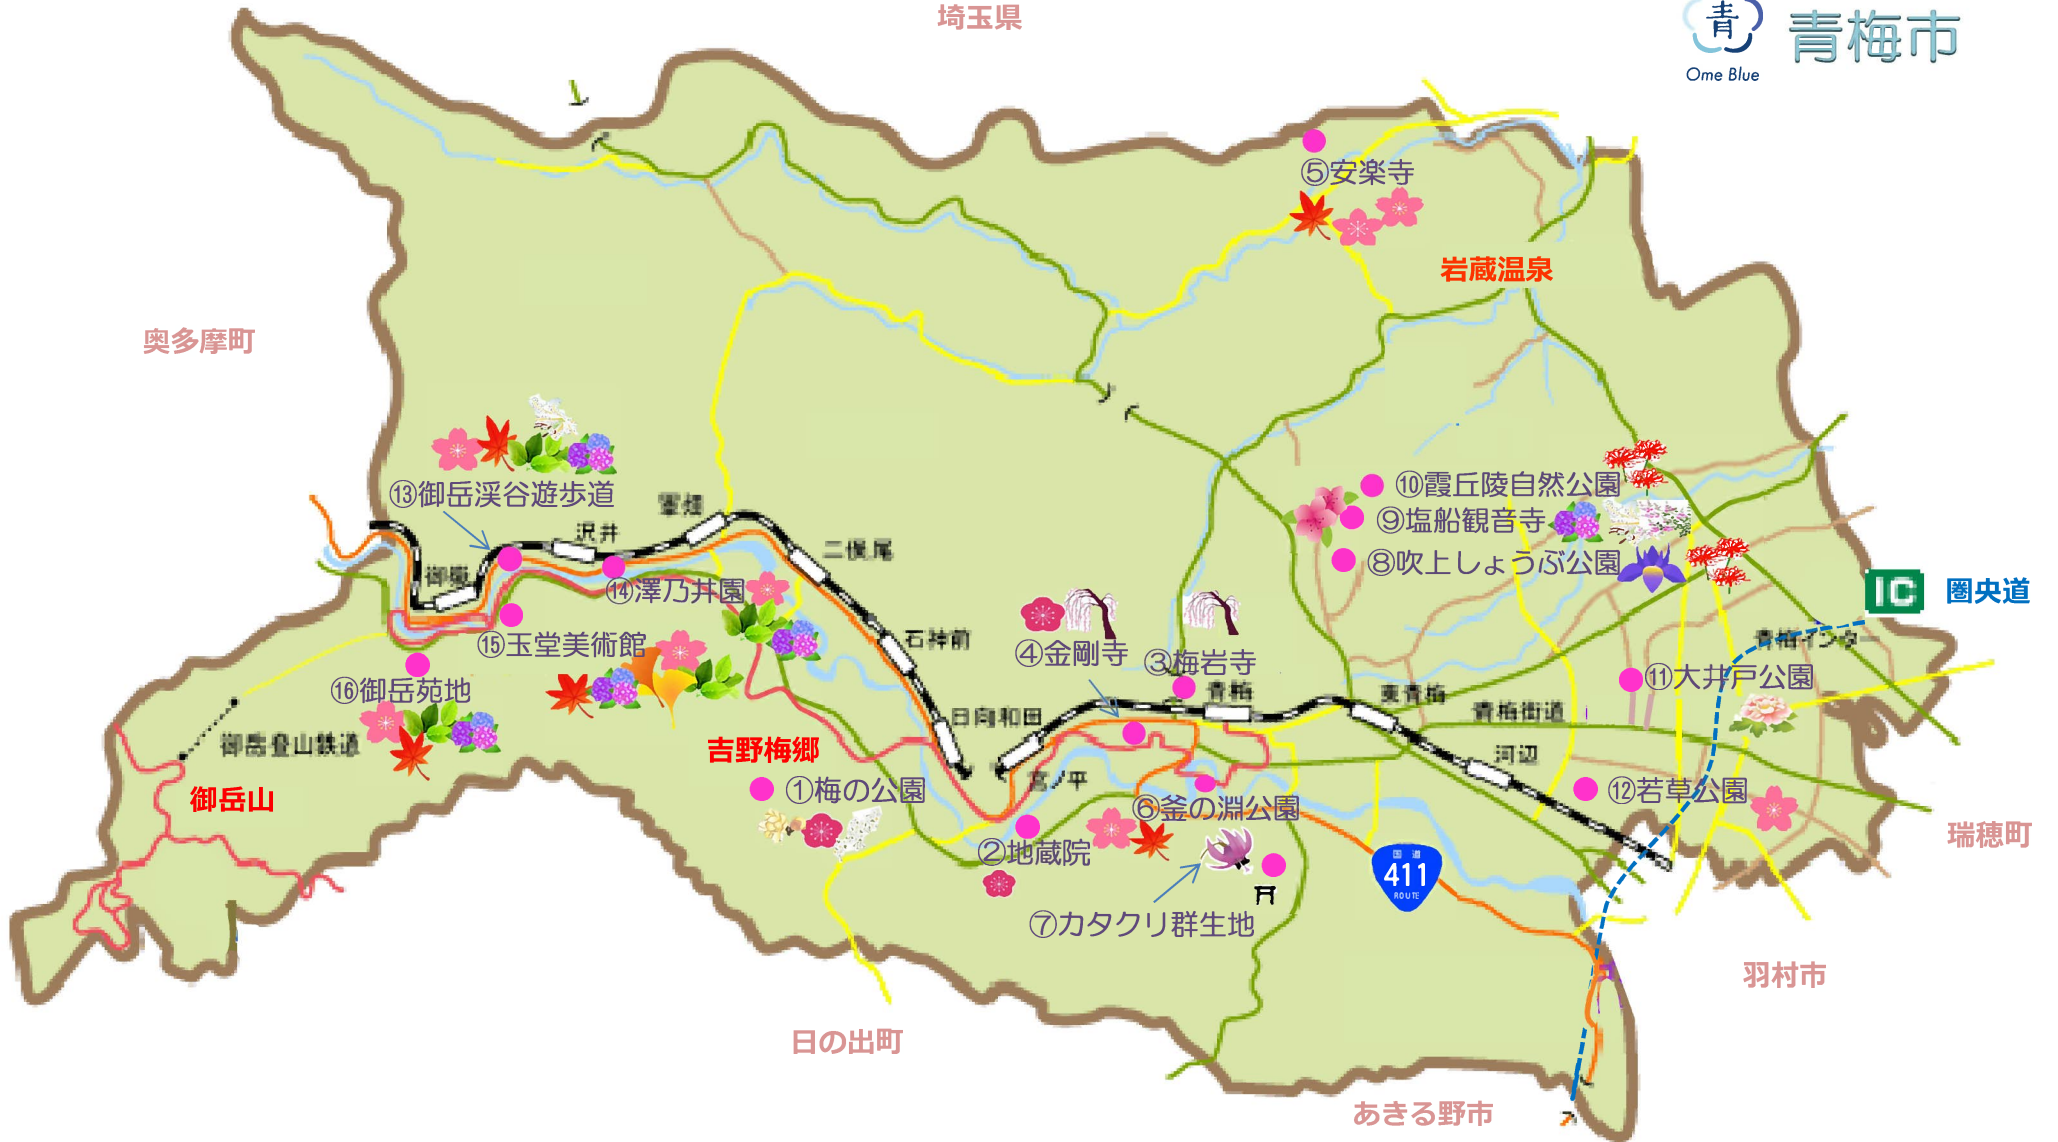 埼玉県
青
Ome Blue
青梅市
⑤安楽寺
岩蔵温泉
奥多摩町
⑬御岳渓谷遊歩道
⑩霞丘陵自然公園
⑨塩船観音寺
⑧吹上しょうぶ公園
軍畑
沢井
二俣尾
御嶽
⑭澤乃井園
IC
圏央道
⑮玉堂美術館
石神前
④金剛寺
③梅岩寺
青梅インター
⑯御岳苑地
⑪大井戸公園
青梅
東青梅
青梅街道
日向和田
御岳登山鉄道
吉野梅郷
河辺
御岳山
宮ノ平
①梅の公園
⑥釜の淵公園
⑫若草公園
②地蔵院
国道
411
ROUTE
瑞穂町
⑦カタクリ群生地
羽村市
日の出町
あきる野市